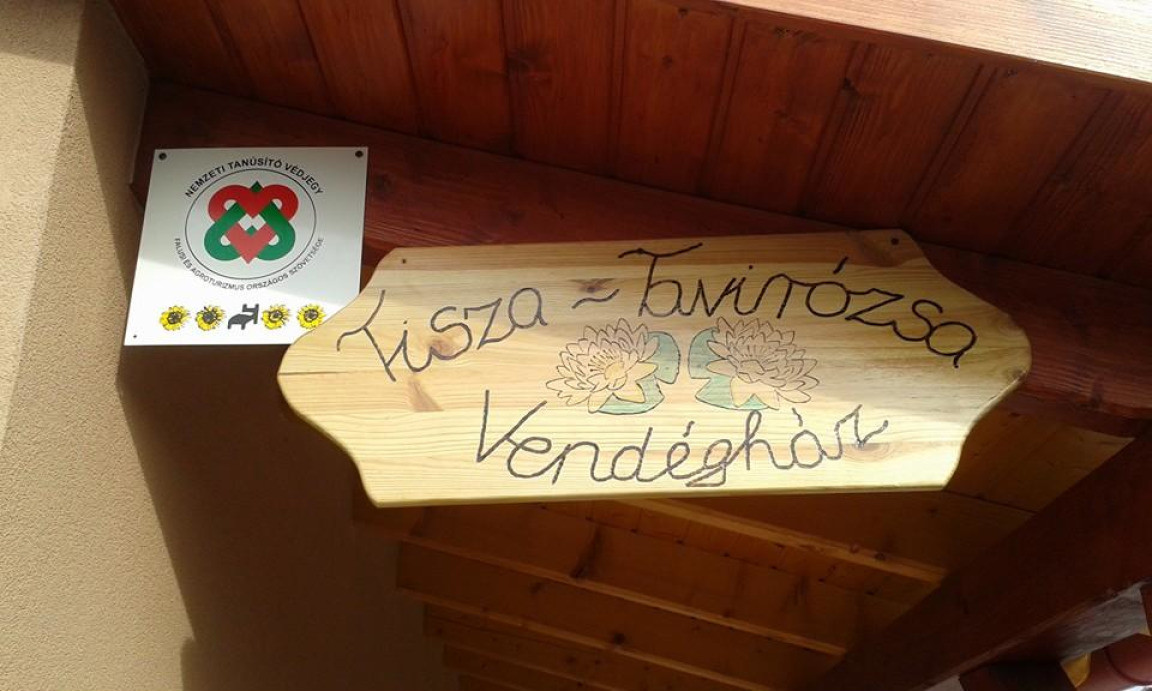 NEMZETI TANÚSÍTÓ VÉDJEGY
FALUSI ÉS AGROTURIZMUS ORSZÁGOS SZÖVETSÉGE
Tisza-Tavirózsa
Vendégház